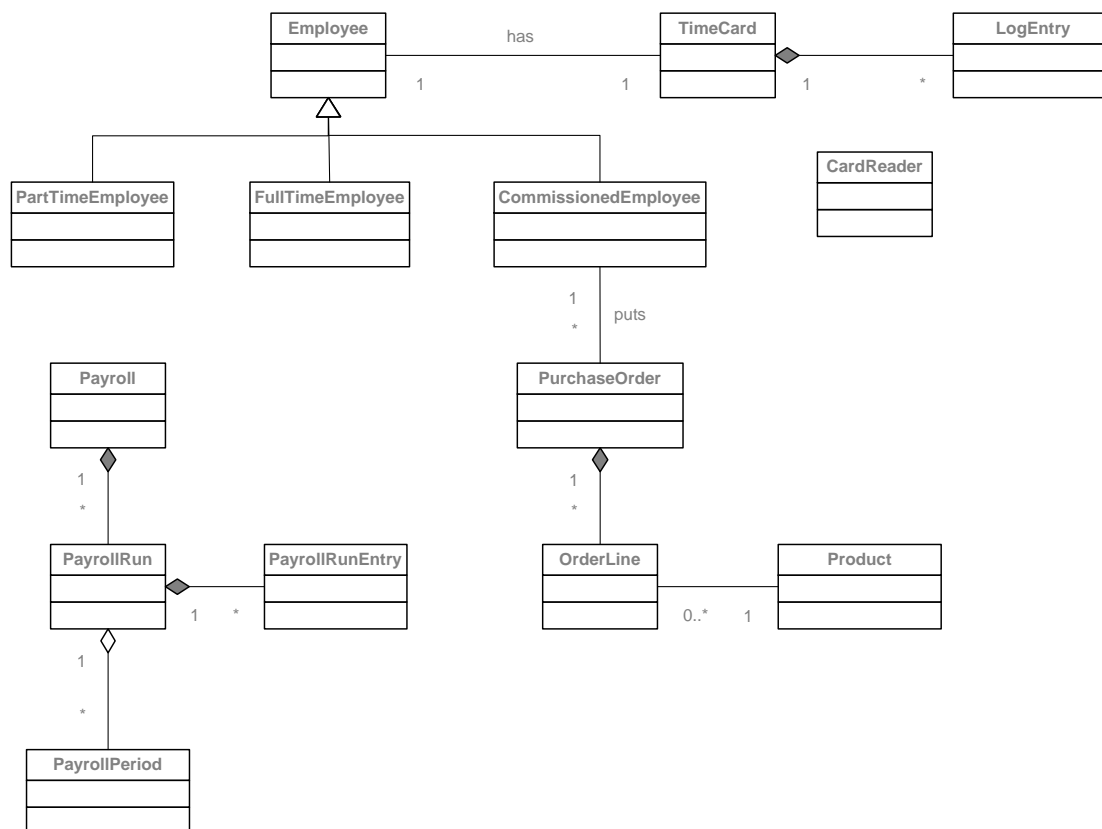 Employee
has
TimeCard
LogEntry
1
1
1
*
CardReader
PartTimeEmployee
FullTimeEmployee
CommissionedEmployee
1
*
puts
Payroll
PurchaseOrder
1
*
1
*
PayrollRun
PayrollRunEntry
OrderLine
Product
1
*
0..*
1
1
*
PayrollPeriod